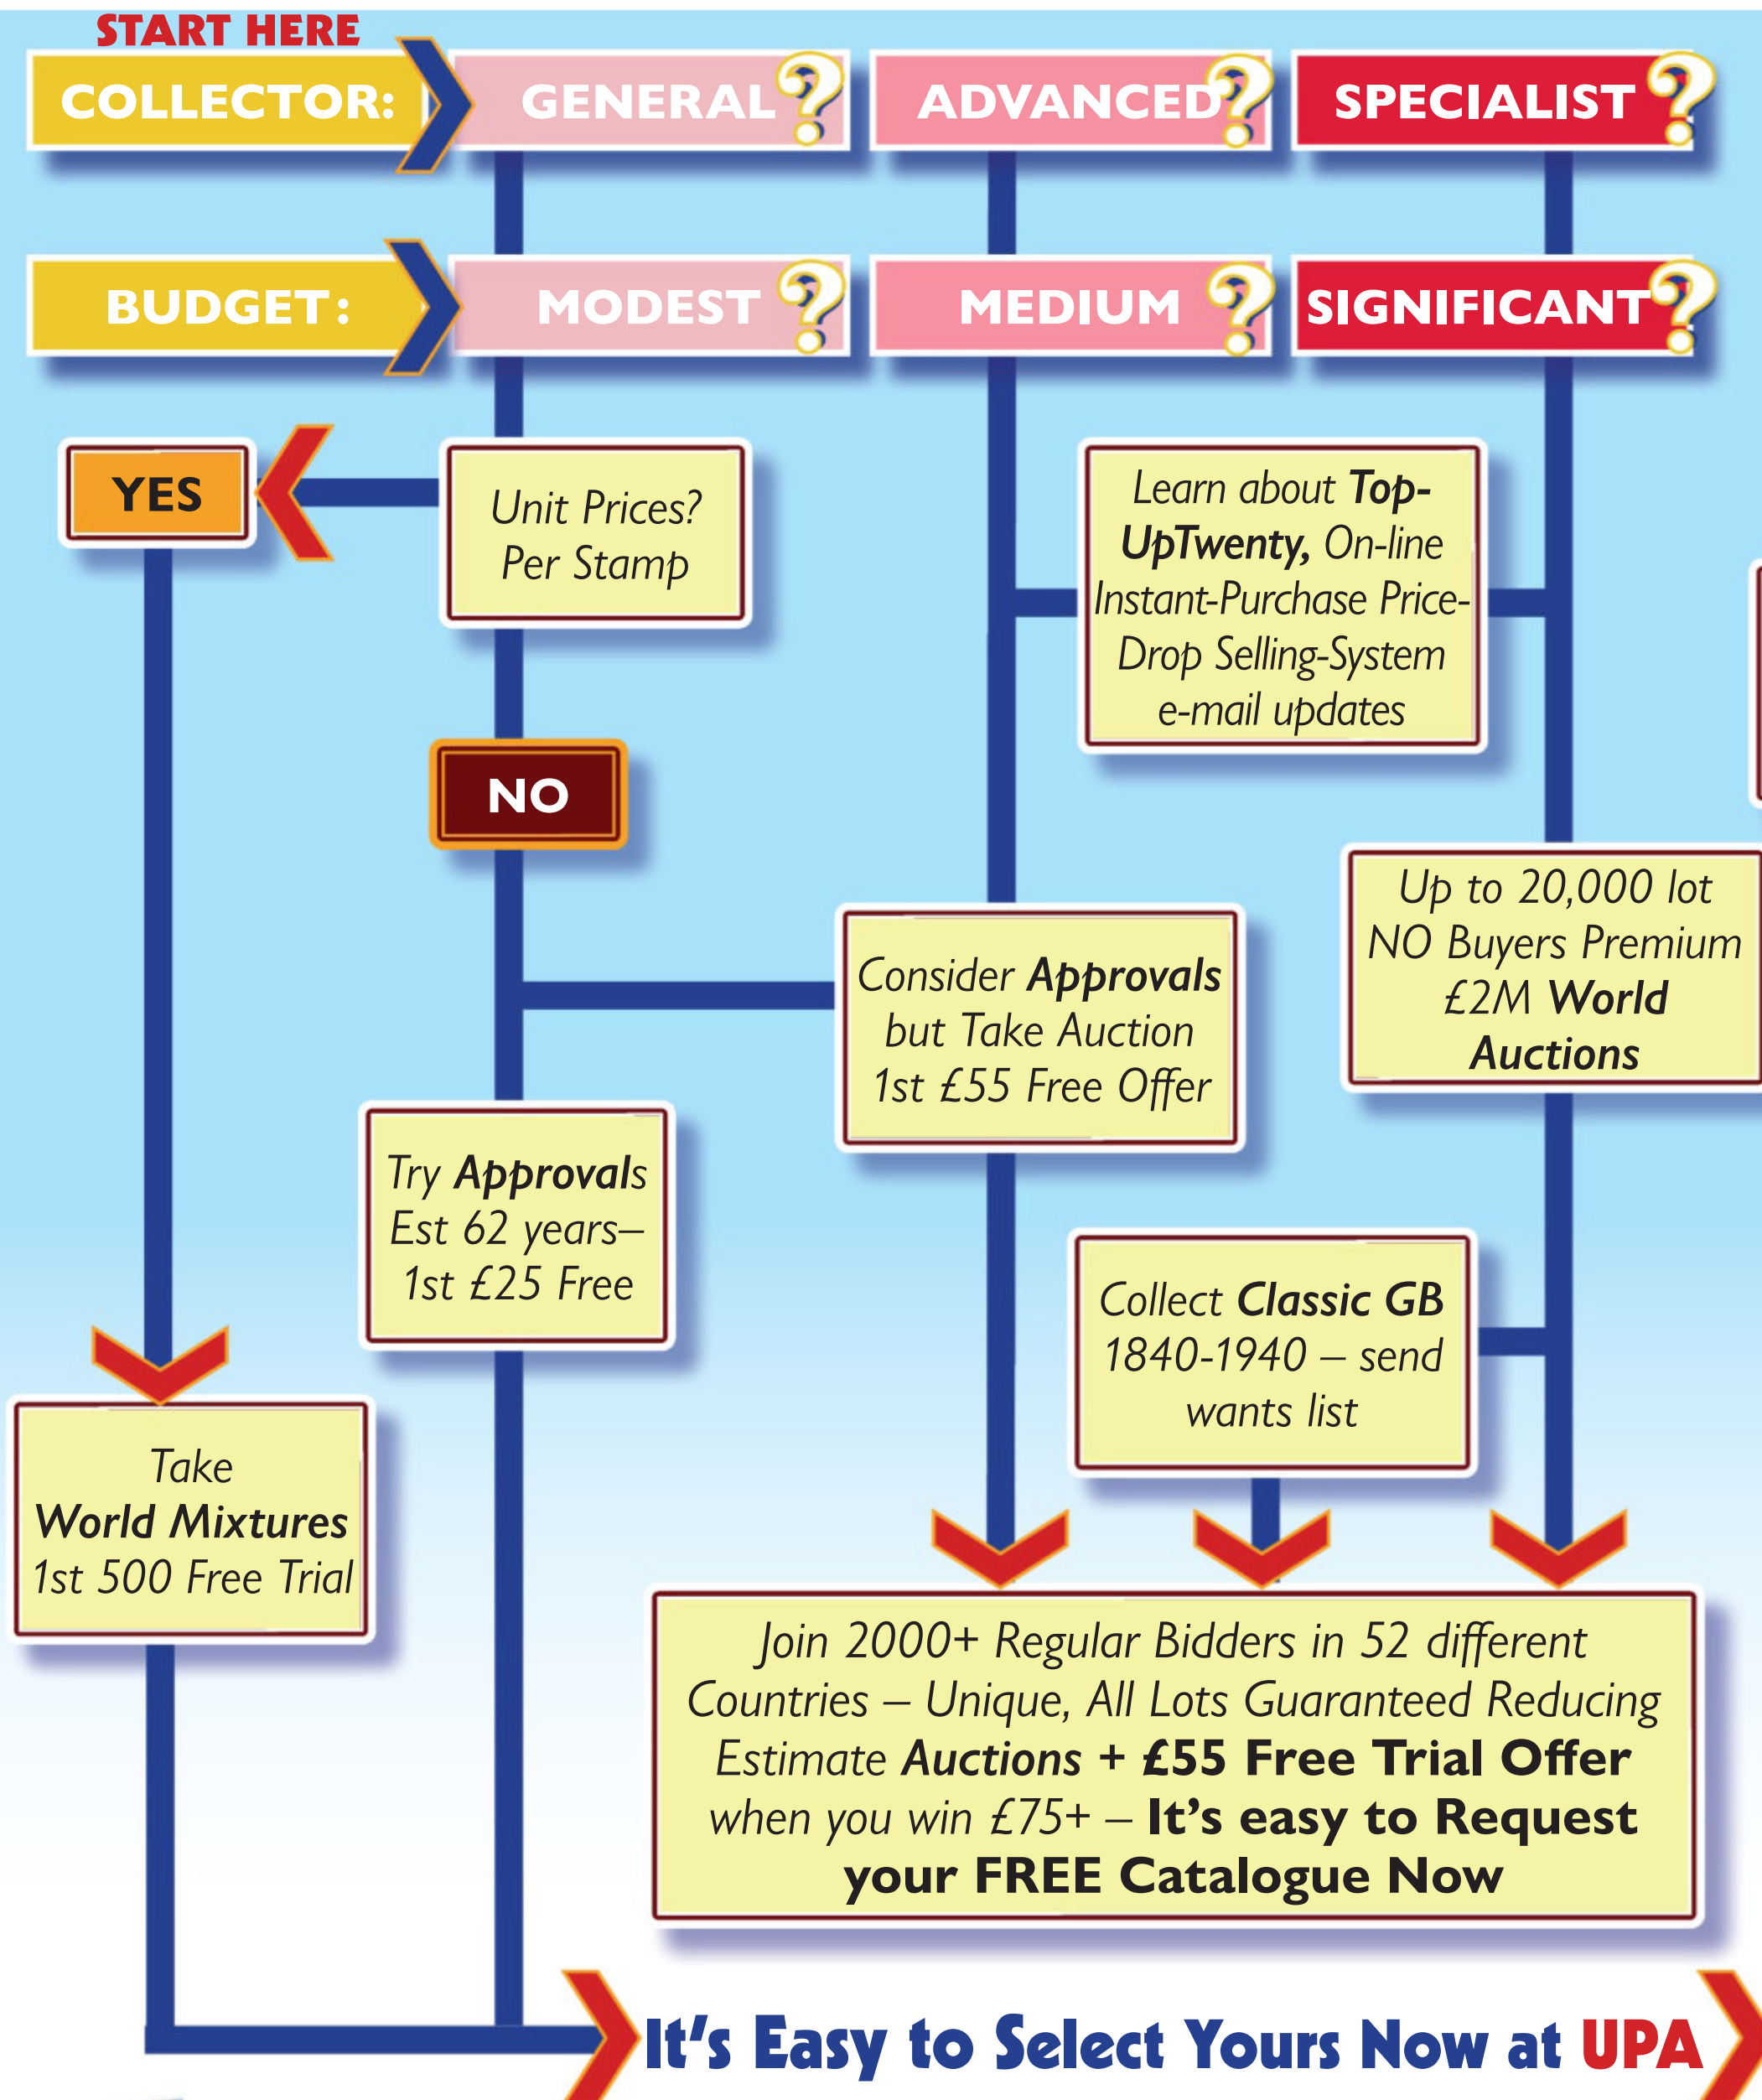 START HERE
COLLECTOR:
GENERAL ?
ADVANCED ?
SPECIALIST ?
BUDGET:
MODEST ?
MEDIUM ?
SIGNIFICANT ?
YES
Unit Prices?
Per Stamp
Learn about Top-
UpTwenty, On-line
Instant-Purchase Price-
Drop Selling-System
e-mail updates
NO
Up to 20,000 lot
NO Buyers Premium
£2M World
Auctions
Consider Approvals
but Take Auction
1st £55 Free Offer
Try Approvals
Est 62 years–
1st £25 Free
Collect Classic GB
1840-1940 – send
wants list
Take
World Mixtures
1st 500 Free Trial
Join 2000+ Regular Bidders in 52 different
Countries – Unique, All Lots Guaranteed Reducing
Estimate Auctions + £55 Free Trial Offer
when you win £75+ – It's easy to Request
your FREE Catalogue Now
It's Easy to Select Yours Now at UPA